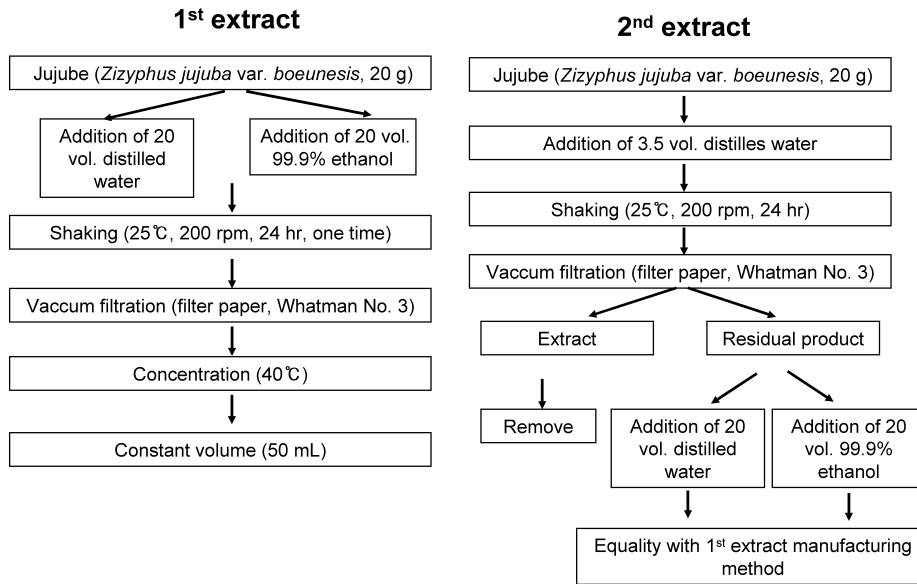 1st extract
Jujube (Zizyphus jujuba var. boeunesis, 20 g)
Addition of 20
vol. distilled
water
Addition of 20 vol.
99.9% ethanol
Shaking (25℃, 200 rpm, 24 hr, one time)
Vaccum filtration (filter paper, Whatman No. 3)
Concentration (40℃)
Constant volume (50 mL)
2nd extract
Jujube (Zizyphus jujuba var. boeunesis, 20 g)
Addition of 3.5 vol. distilles water
Shaking (25℃, 200 rpm, 24 hr)
Vaccum filtration (filter paper, Whatman No. 3)
Extract
Residual product
Remove
Addition of 20
vol. distilled
water
Addition of 20
vol. 99.9%
ethanol
Equality with 1st extract manufacturing
method